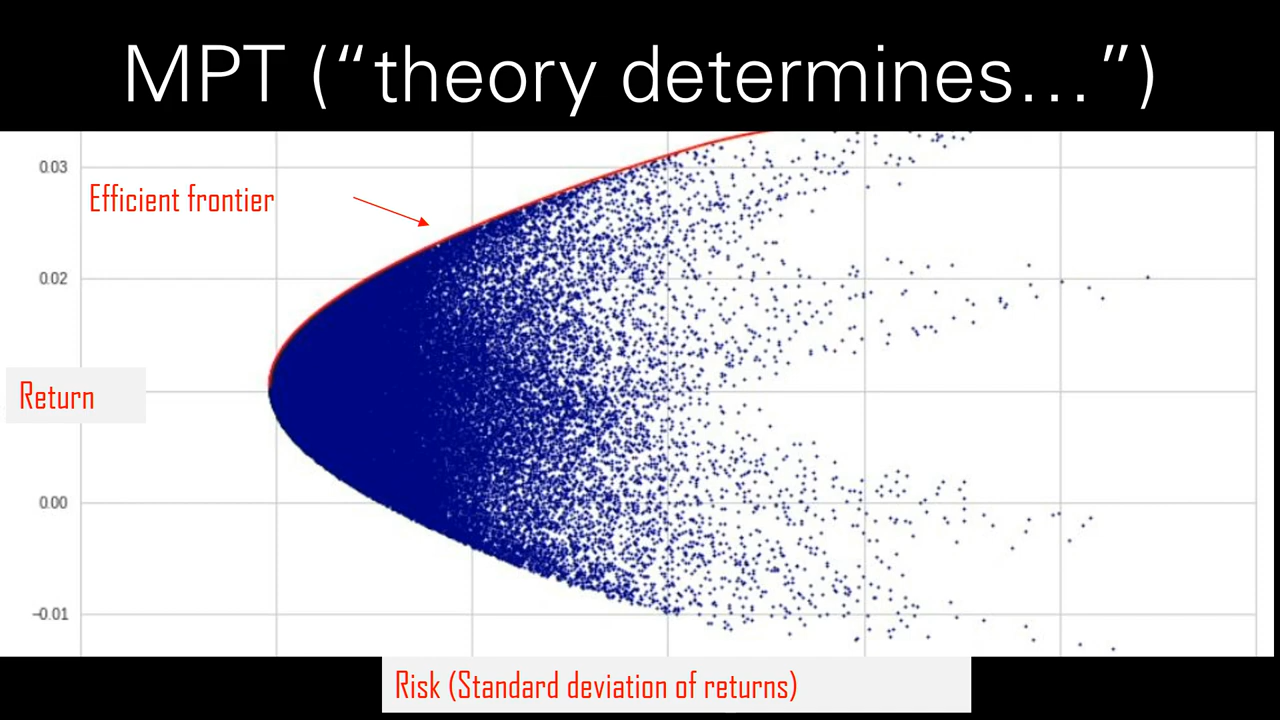 MPT (“theory determines…”)
0.03
Efficient frontier
0.02
Return
0.00
−0.01
Risk (Standard deviation of returns)